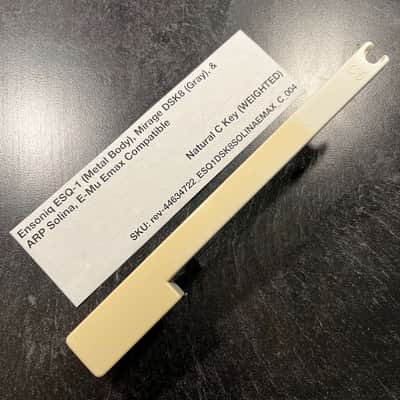 Ensoniq ESQ-1 (Metal Body), Mirage DSK8 (Gray), &
ARP Solina, E-Mu Emax Compatible
Natural C Key (WEIGHTED)
SKU: rev-44634722_ESQ1DSK8SOLINAEMAX_C_004